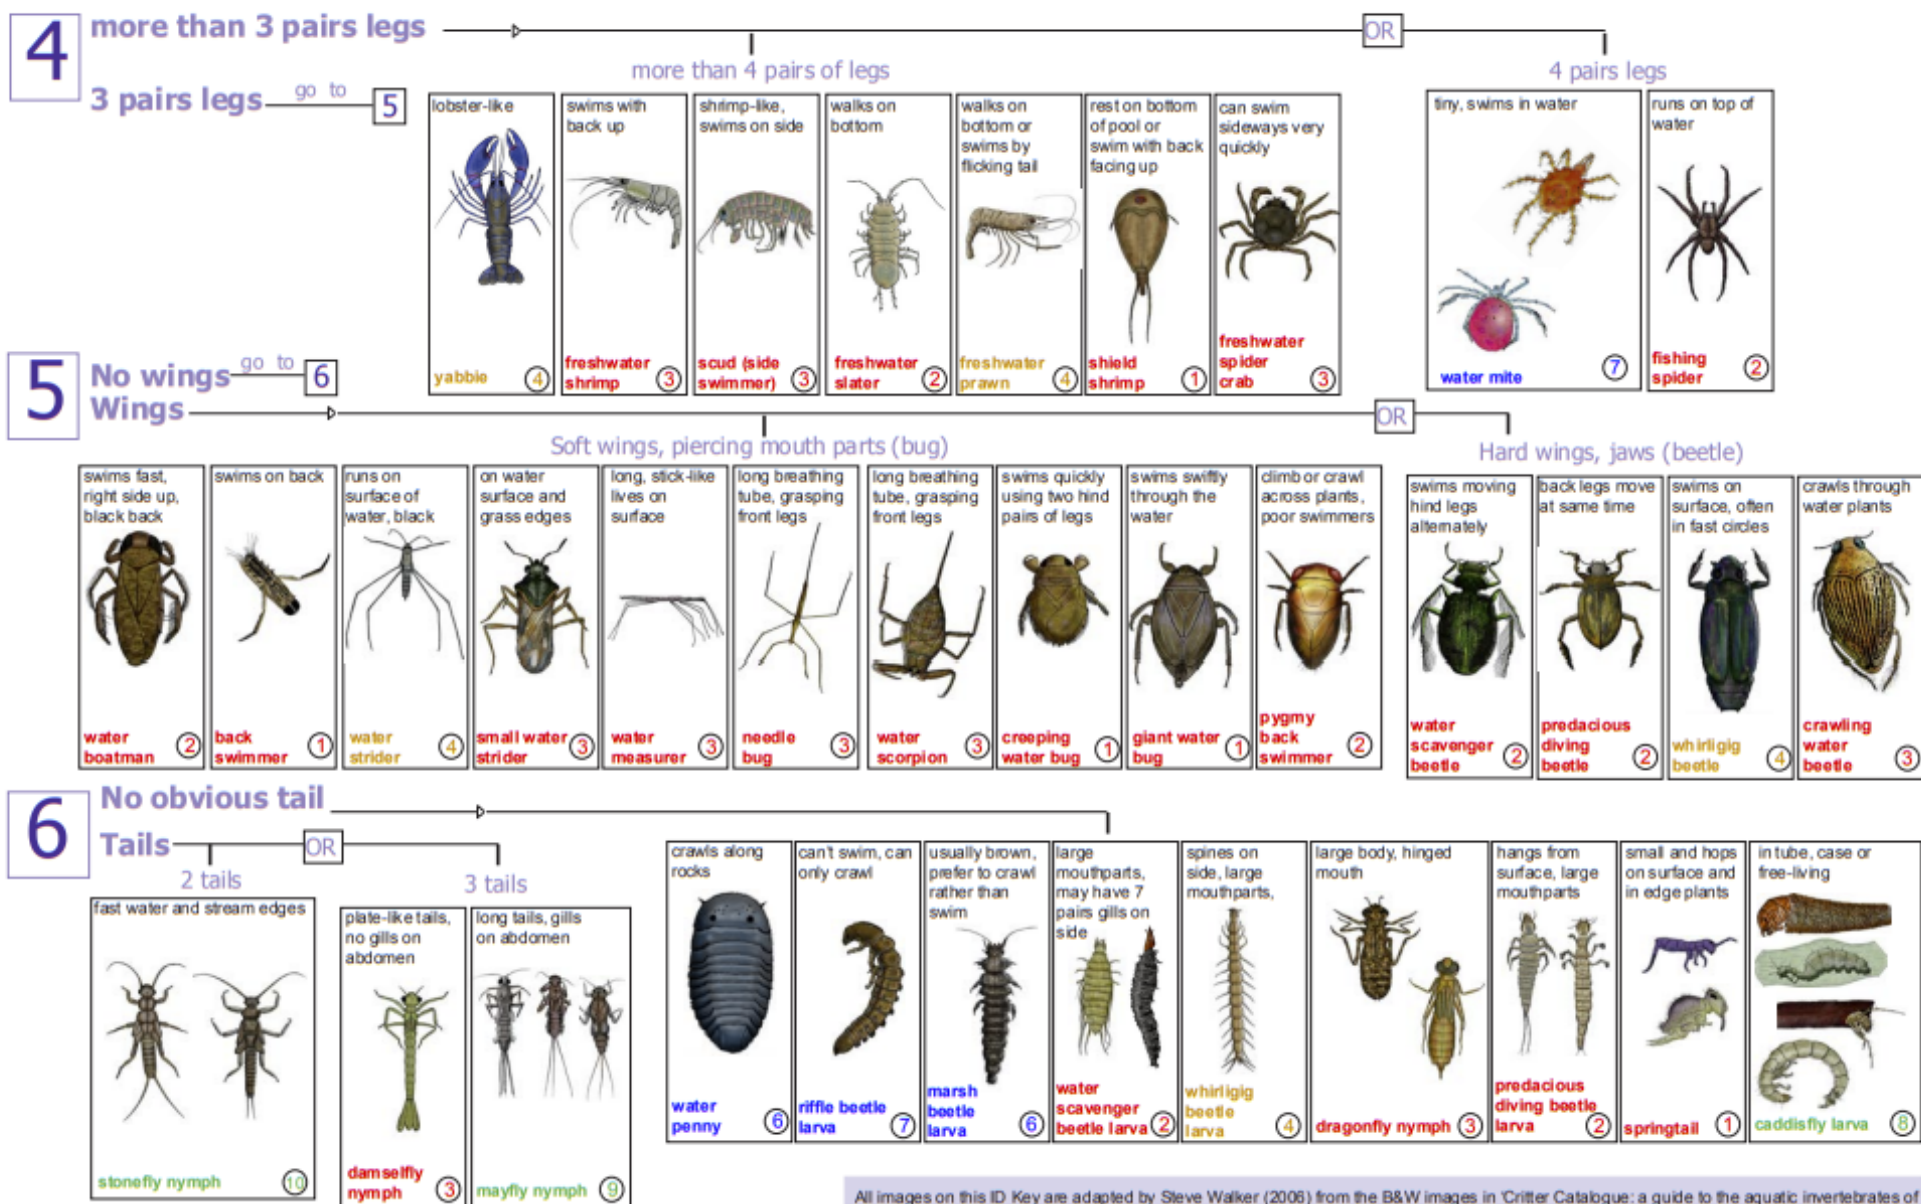 4
more than 3 pairs legs
OR
more than 4 pairs of legs
4 pairs legs
3 pairs legs
go to
5
lobster-like
yabbie
4
swims with
back up
freshwater
shrimp
3
shrimp-like,
swims on side
scud (side
swimmer)
3
walks on
bottom
freshwater
slater
2
walks on
bottom or
swims by
flicking tail
freshwater
prawn
4
rest on bottom
of pool or
swim with back
facing up
shield
shrimp
1
can swim
sideways very
quickly
freshwater
spider
crab
3
tiny, swims in water
water mite
7
runs on top of
water
fishing
spider
2
5
No wings
go to
6
Wings
OR
Soft wings, piercing mouth parts (bug)
Hard wings, jaws (beetle)
swims fast,
right side up,
black back
water
boatman
2
swims on back
back
swimmer
1
runs on
surface of
water, black
water
strider
4
on water
surface and
grass edges
small water
strider
3
long, stick-like
lives on
surface
water
measurer
3
long breathing
tube, grasping
front legs
needle
bug
3
long breathing
tube, grasping
front legs
water
scorpion
3
swims quickly
using two hind
pairs of legs
creeping
water bug
1
swims swiftly
through the
water
giant water
bug
1
climb or crawl
across plants,
poor swimmers
pygmy
back
swimmer
2
swims moving
hind legs
alternately
water
scavenger
beetle
2
back legs move
at same time
predacious
diving
beetle
2
swims on
surface, often
in fast circles
whirligig
beetle
4
crawls through
water plants
crawling
water
beetle
3
6
No obvious tail
Tails
OR
2 tails
3 tails
fast water and stream edges
stonefly nymph
10
plate-like tails,
no gills on
abdomen
damselfly
nymph
3
long tails, gills
on abdomen
mayfly nymph
9
crawls along
rocks
water
penny
6
can't swim, can
only crawl
riffle beetle
larva
7
usually brown,
prefer to crawl
rather than
swim
marsh
beetle
larva
6
large
mouthparts,
may have 7
pairs gills on
side
water
scavenger
beetle larva
2
spines on
side, large
mouthparts,
whirligig
beetle
larva
4
large body, hinged
mouth
dragonfly nymph
3
hangs from
surface, large
mouthparts
predacious
diving beetle
larva
2
small and hops
on surface and
in edge plants
springtail
1
in tube, case or
free-living
caddisfly larva
8
All images on this ID Key are adapted by Steve Walker (2006) from the B&W images in 'Critter Catalogue: a guide to the aquatic invertebrates of